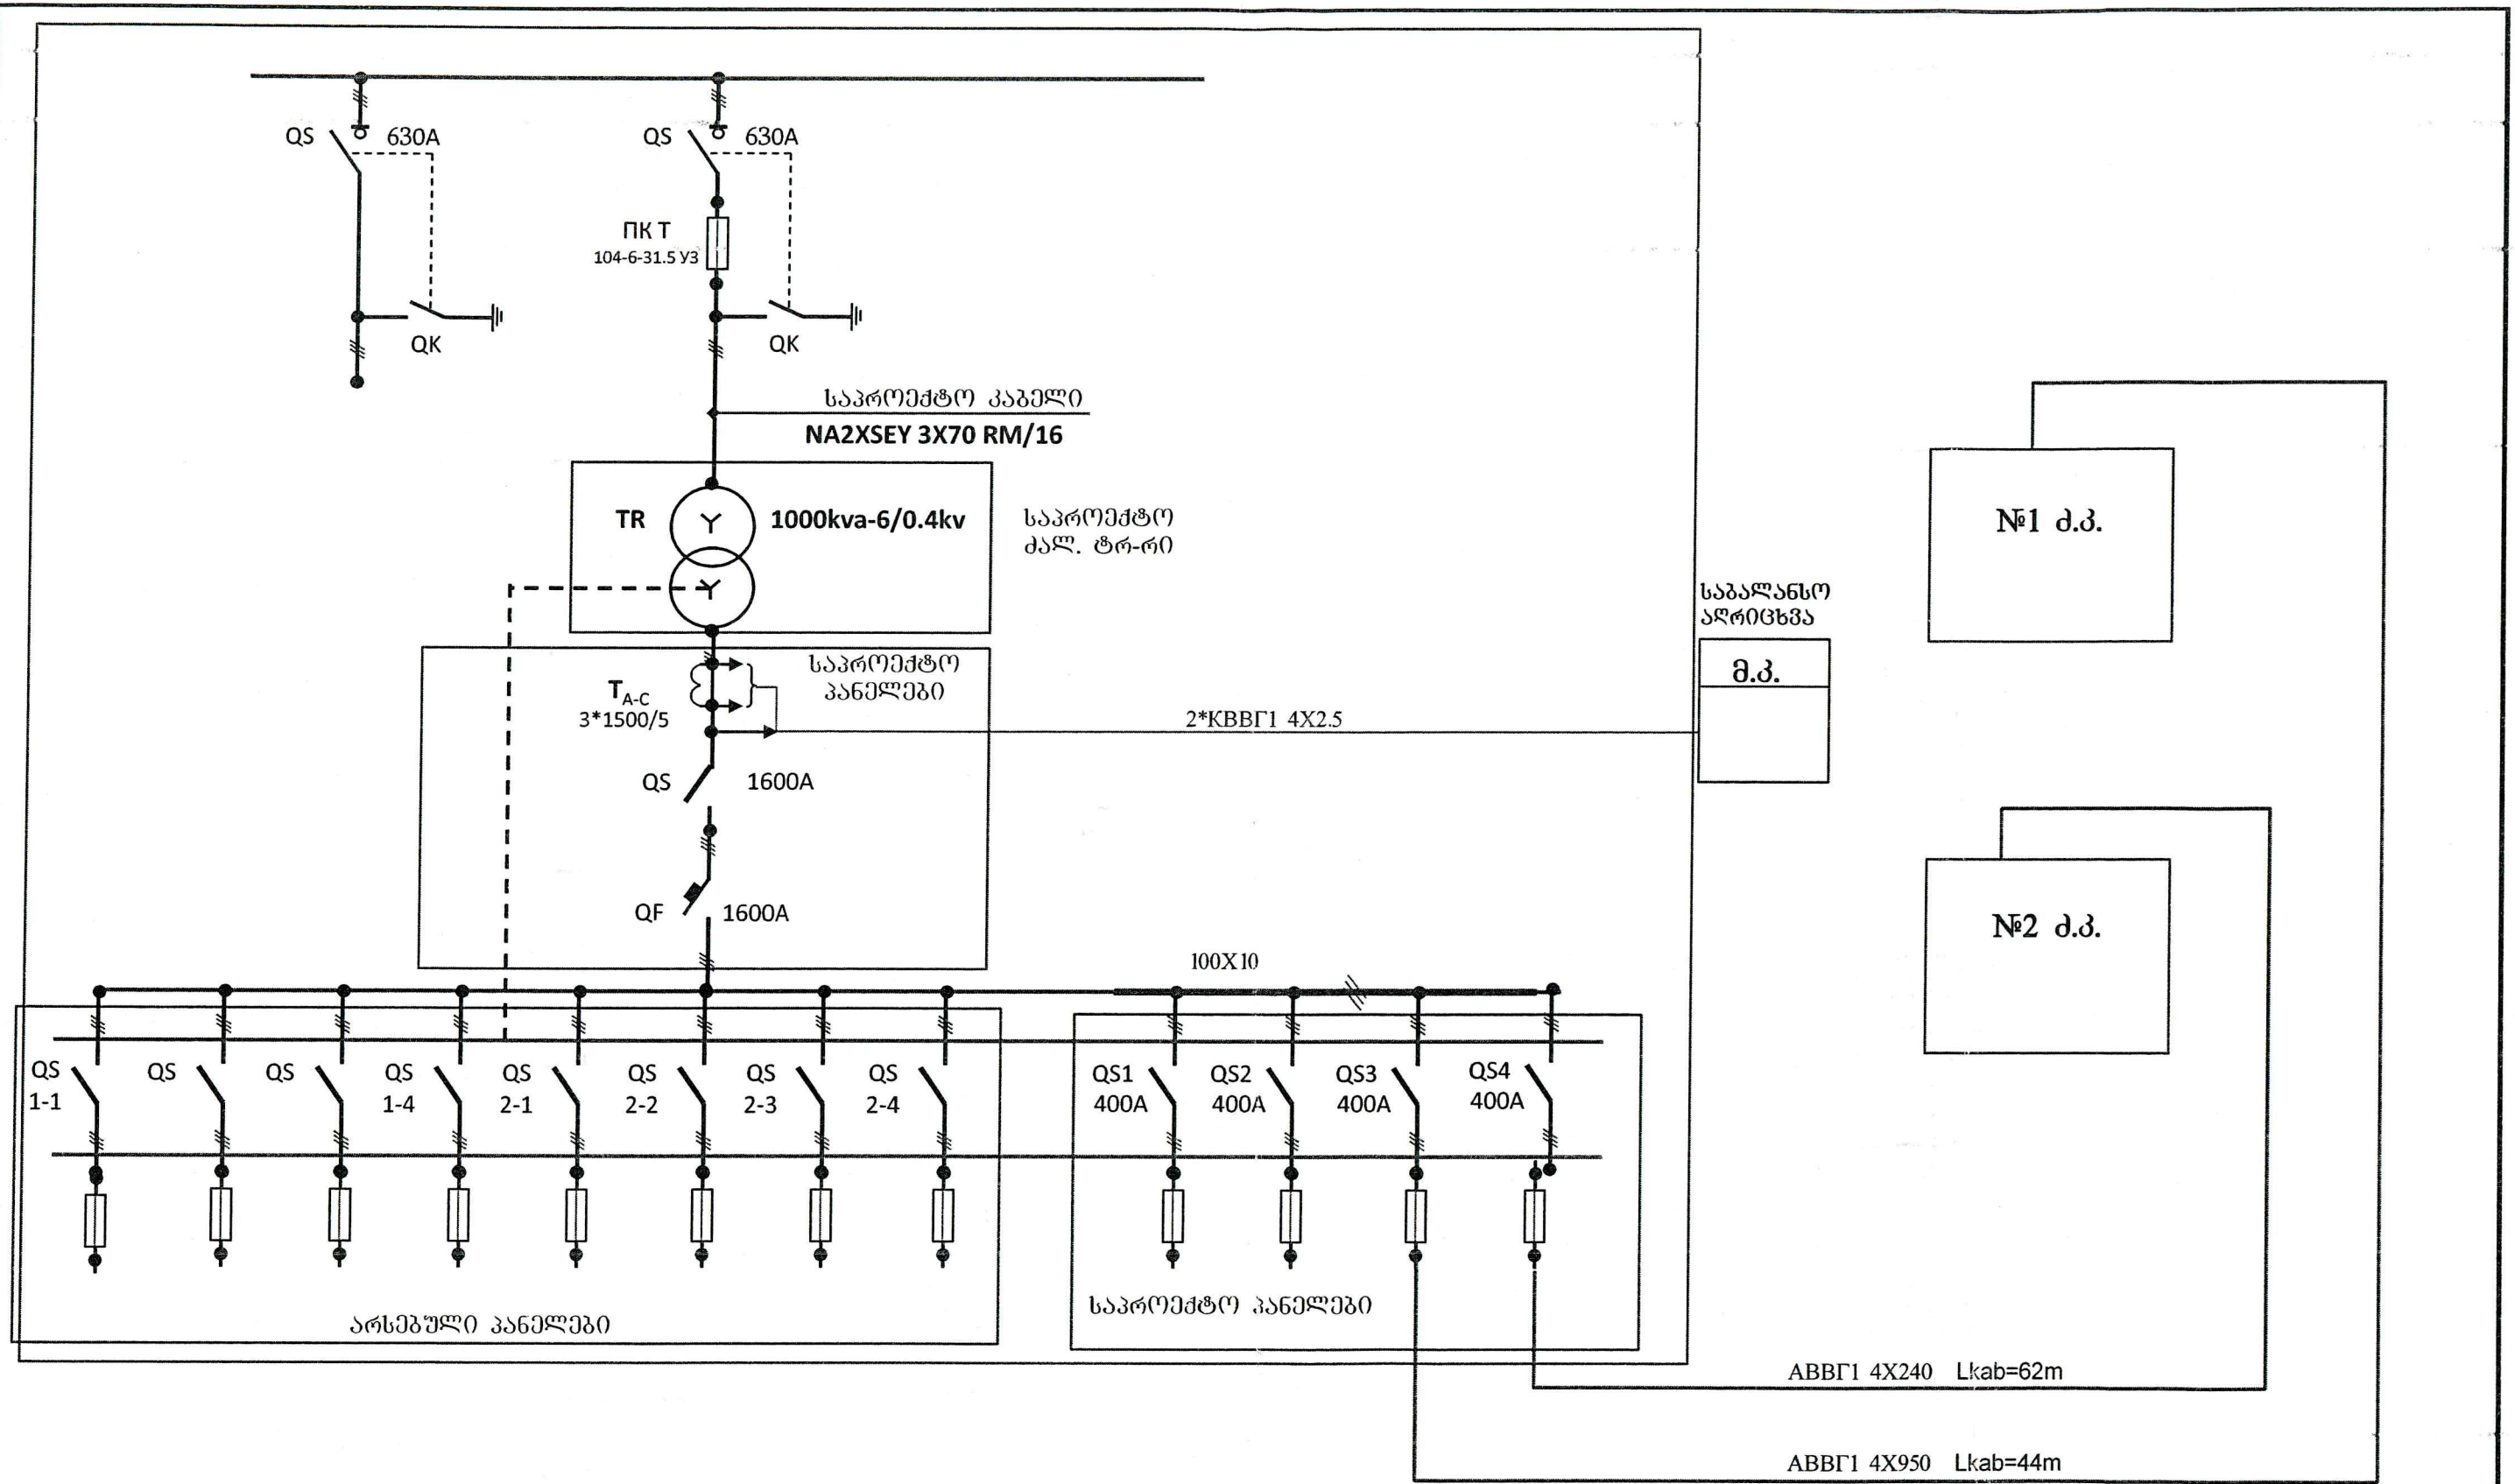 QS
630A
QS
630A
ПК Т
104-6-31.5 У3
QK
QK
საპროექტო კაბელი
NA2XSEY 3X70 RM/16
TR
1000kva-6/0.4kv
საპროექტო
ძალ. ტრ-რი
№1 ძ.კ.
საბალანსო
აღრიცხვა
მ.კ.
საპროექტო
პანელები
TA-C
3*1500/5
2*КВВГ1 4X2.5
QS
1600A
QF
1600A
№2 ძ.კ.
100X10
QS
1-1
QS
QS
QS
1-4
QS
2-1
QS
2-2
QS
2-3
QS
2-4
QS1
400A
QS2
400A
QS3
400A
QS4
400A
არსებული პანელები
საპროექტო პანელები
АВВГ1 4X240 Lkab=62m
АВВГ1 4X950 Lkab=44m